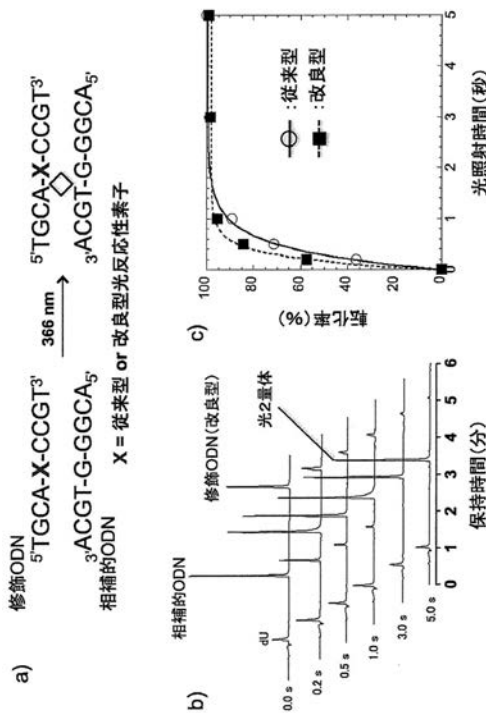 a)
修飾ODN
5'TGCA-X-CCGT3'
3'ACGT-G-GGCA5'
相補的ODN
366 nm
5'TGCA-X-CCGT3'
3'ACGT-G-GGCA5'
X = 従来型 or 改良型光反応性素子
b)
相補的ODN
修飾ODN(改良型)
光2量体
dU
0.0 s
0.2 s
0.5 s
1.0 s
3.0 s
5.0 s
0 1 2 3 4 5 6
保持時間(分)
c)
転化率(%)
100
80
60
40
20
0
:従来型
:改良型
0 1 2 3 4 5
光照射時間(秒)